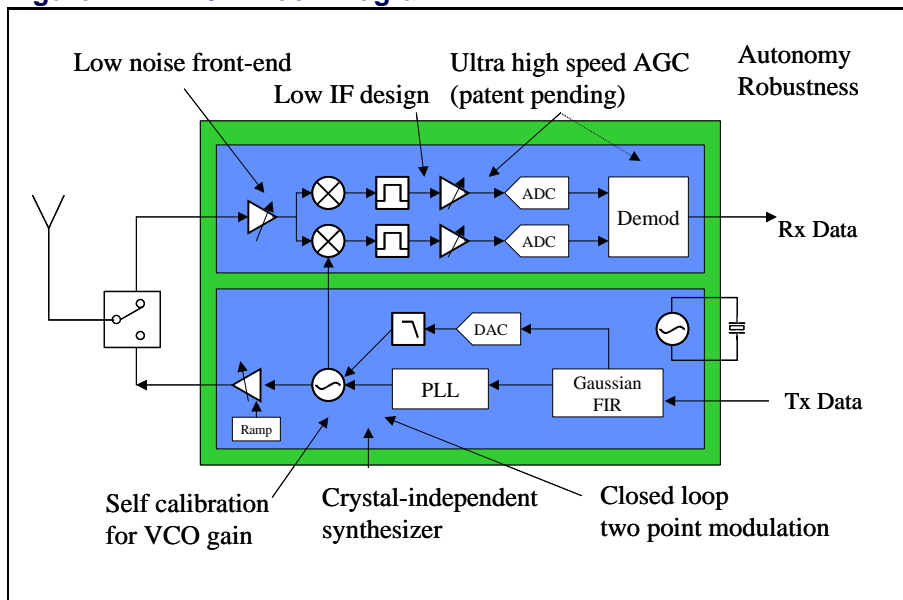 Low noise front-end
Low IF design
Ultra high speed AGC
(patent pending)
Autonomy
Robustness
ADC
ADC
Demod
Rx Data
DAC
PLL
Gaussian
FIR
Tx Data
Ramp
Self calibration
for VCO gain
Crystal-independent
synthesizer
Closed loop
two point modulation